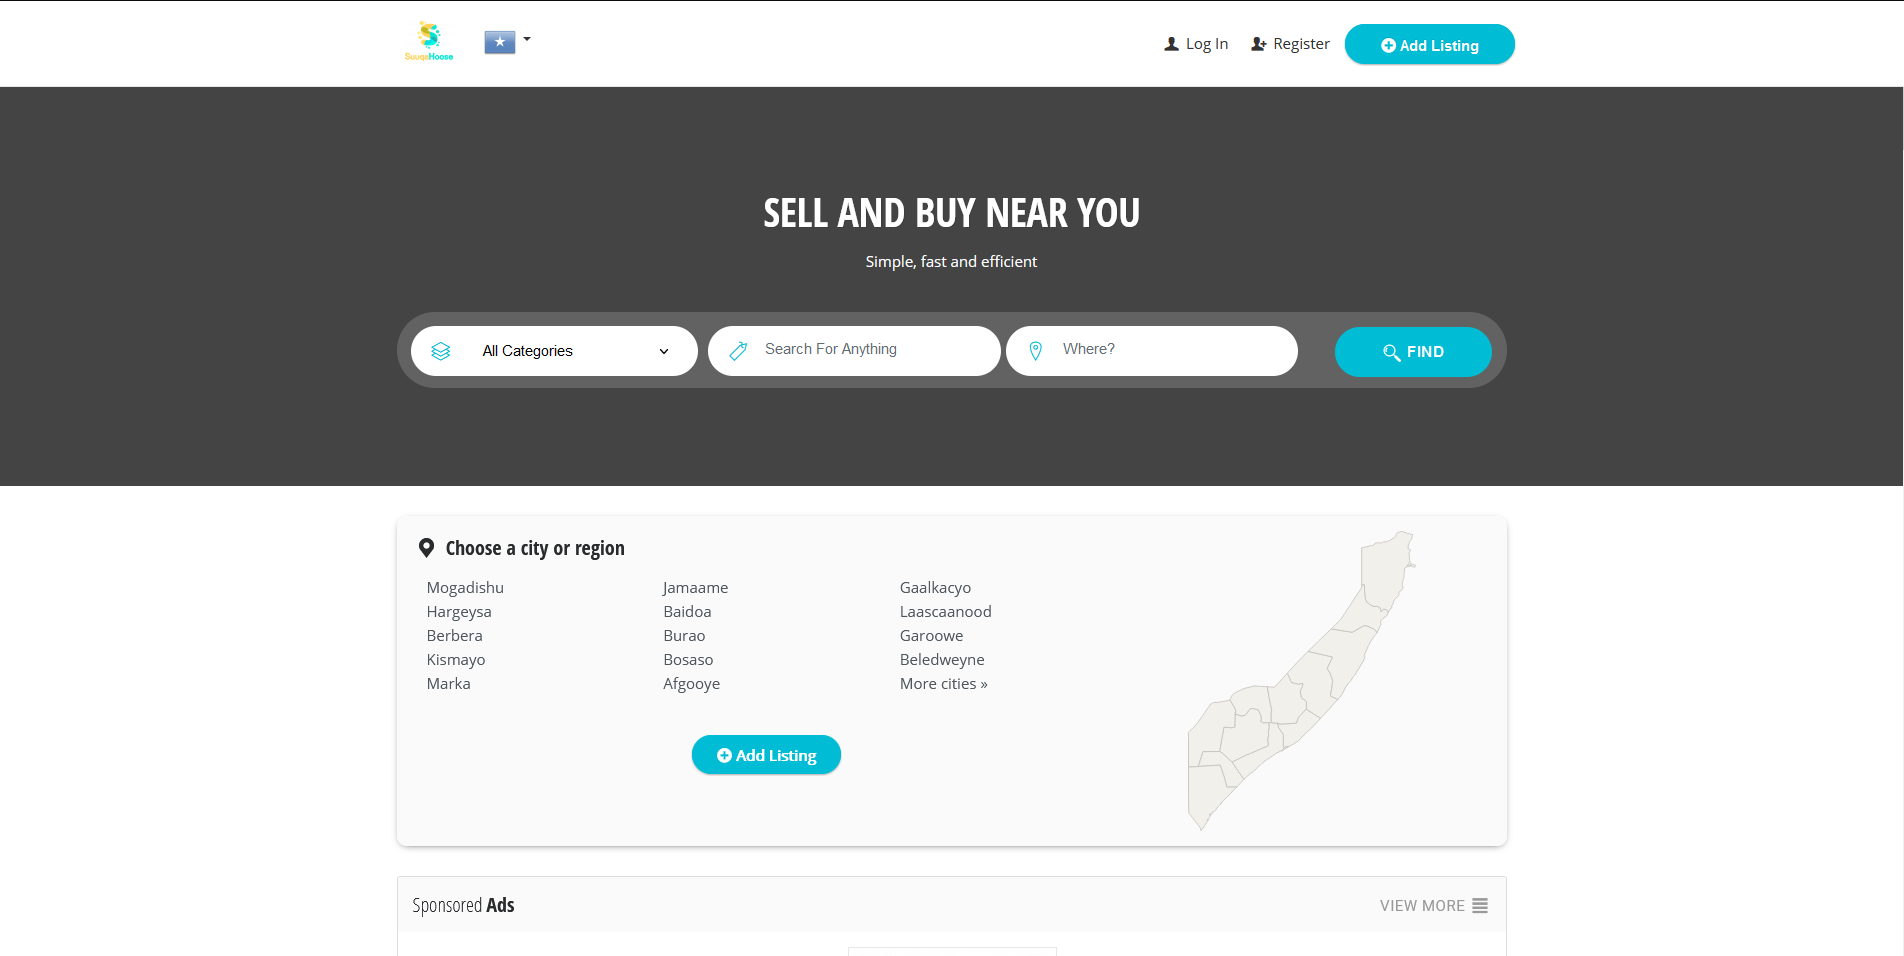 SuuqaHoose
Log In
Register
Add Listing
SELL AND BUY NEAR YOU
Simple, fast and efficient
All Categories
Search For Anything
Where?
FIND
Choose a city or region
Mogadishu
Hargeysa
Berbera
Kismayo
Marka
Jamaame
Baidoa
Burao
Bosaso
Afgooye
Gaalkacyo
Laascaanood
Garoowe
Beledweyne
More cities »
Add Listing
Sponsored Ads
VIEW MORE